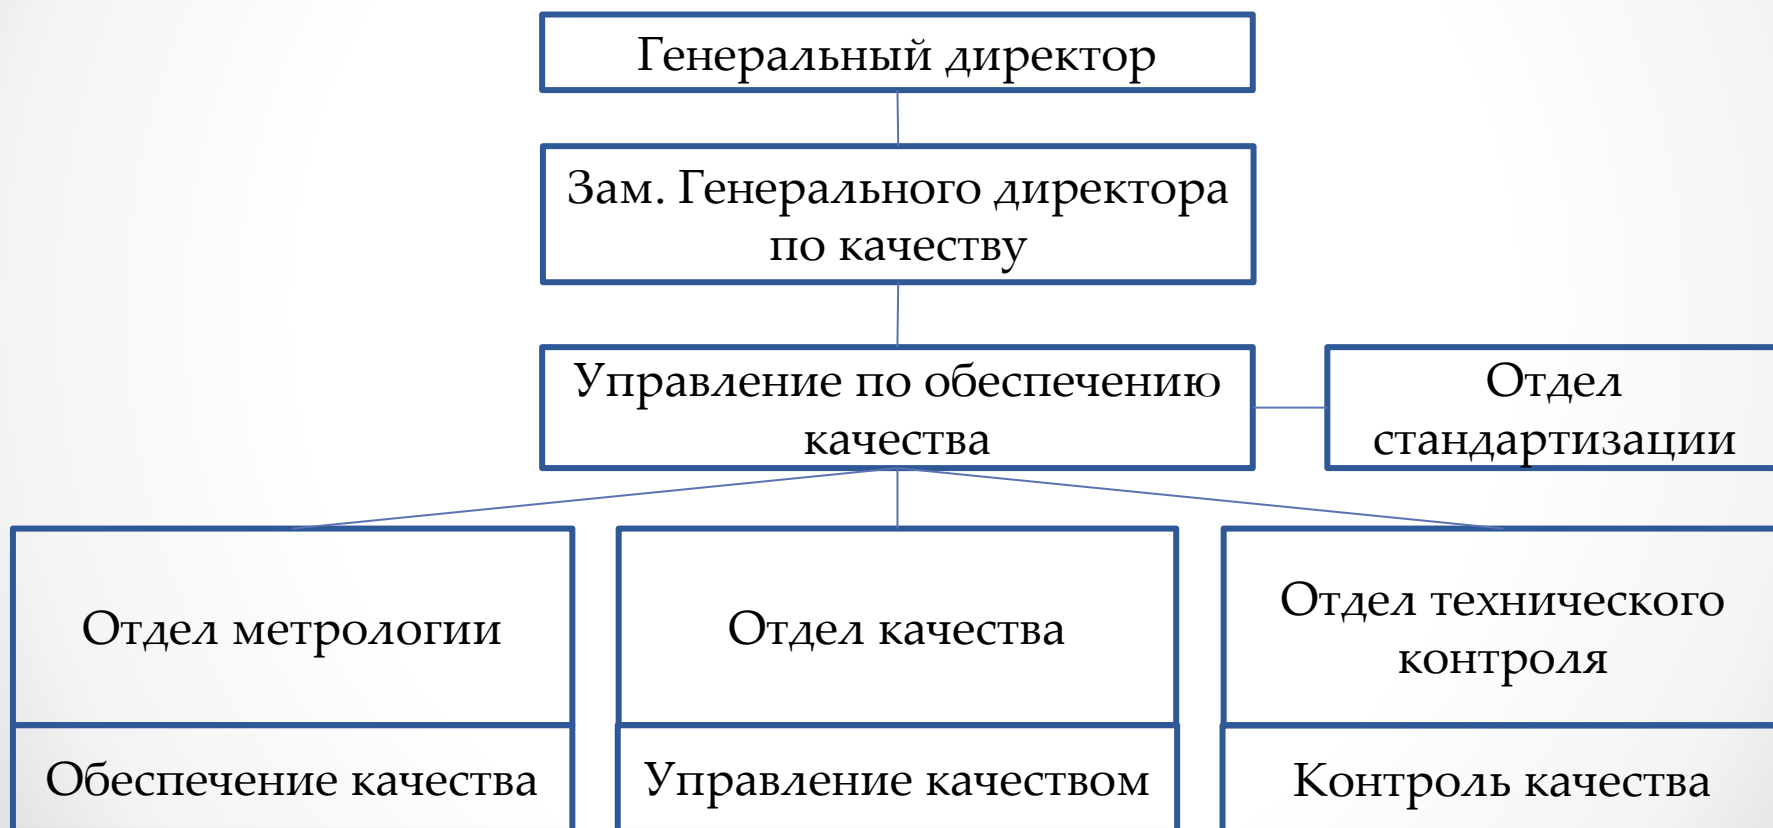 Генеральный директор
Зам. Генерального директора
по качеству
Управление по обеспечению
качества
Отдел
стандартизации
Отдел метрологии
Отдел качества
Отдел технического
контроля
Обеспечение качества
Управление качеством
Контроль качества